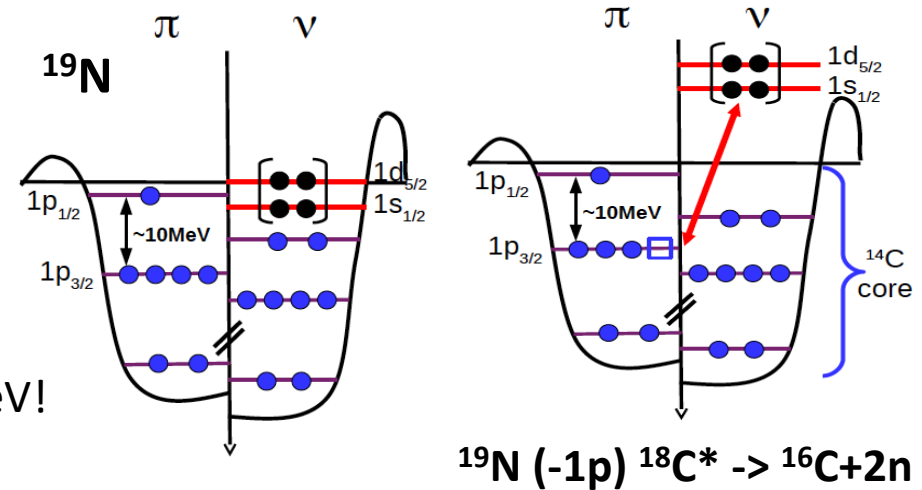 π ν
¹⁹N
1d₅/₂
1s₁/₂
1p₁/₂
~10MeV
1p₃/₂
eV!
π ν
1d₅/₂
1s₁/₂
1p₁/₂
~10MeV
1p₃/₂
¹⁴C
core
¹⁹N (-1p) ¹⁸C* -> ¹⁶C+2n